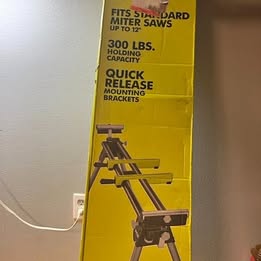 FITS STANDARD
MITER SAWS
UP TO 12"
300 LBS.
HOLDING
CAPACITY
QUICK
RELEASE
MOUNTING
BRACKETS